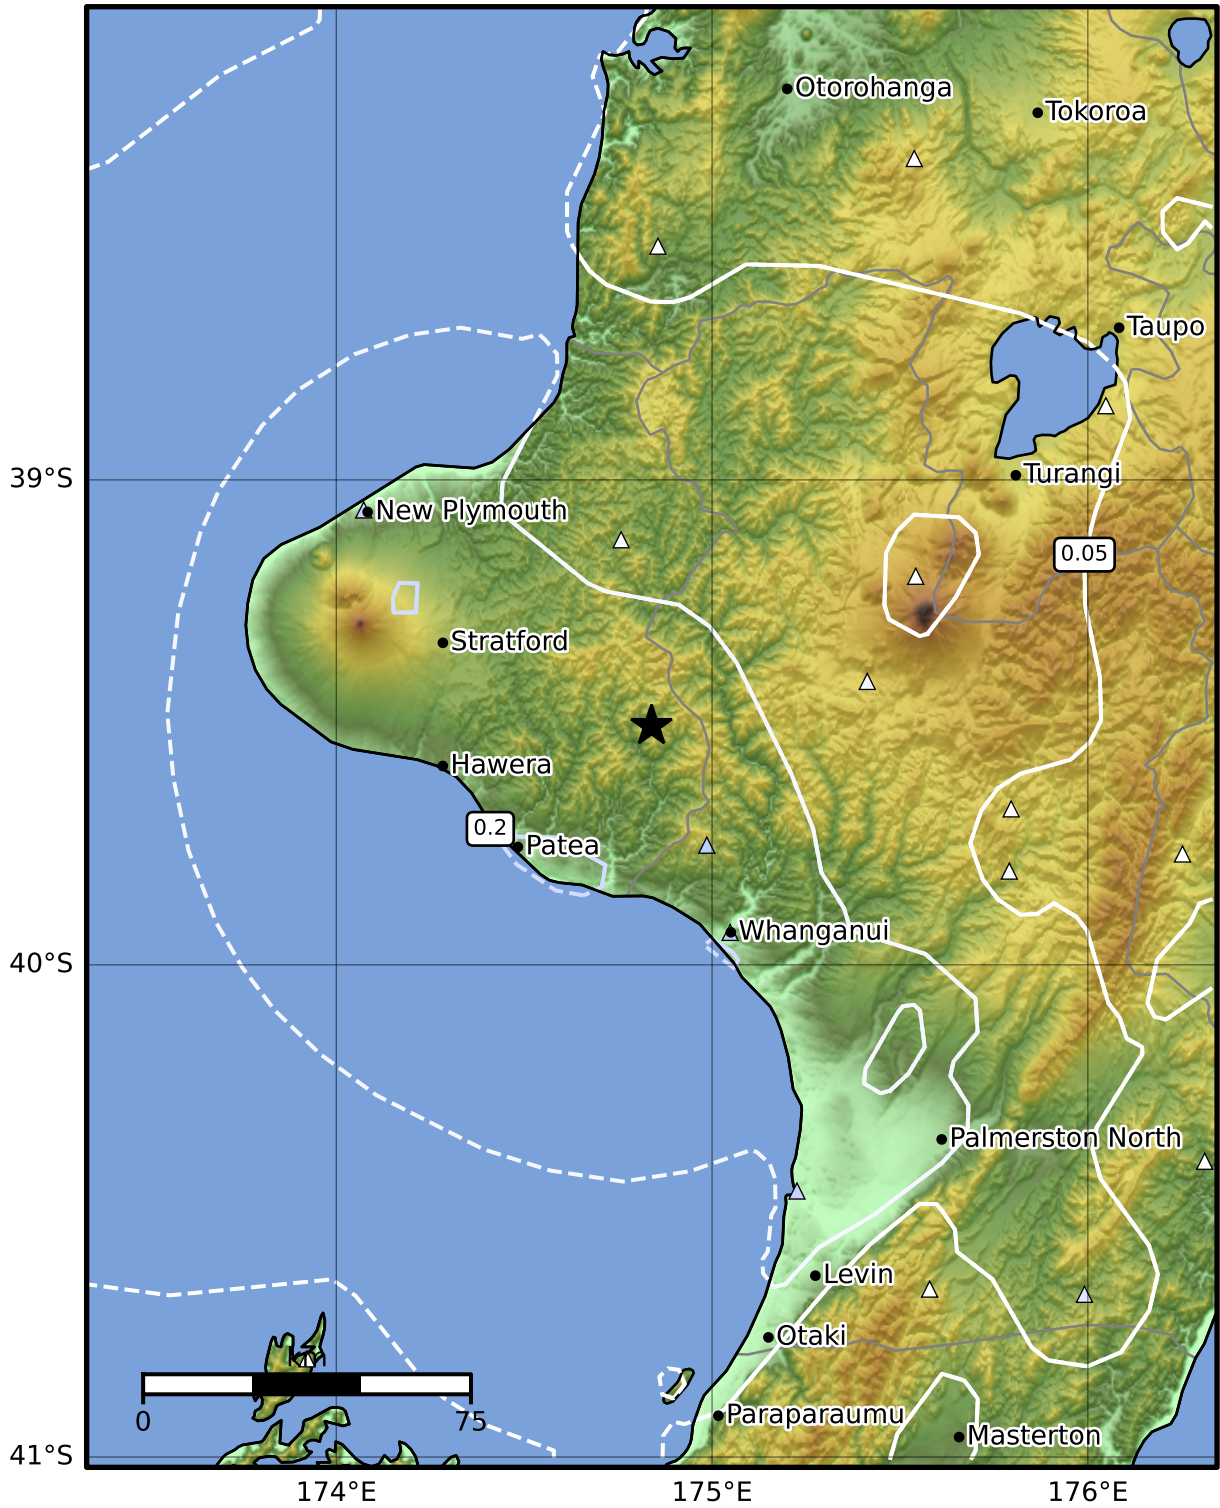 Otorohanga
Tokoroa
Taupo
Turangi
39°S
New Plymouth
0.05
Stratford
Hawera
0.2
Patea
Whanganui
40°S
Palmerston North
Levin
Otaki
0
75
Paraparaumu
Masterton
41°S
174°E
175°E
176°E